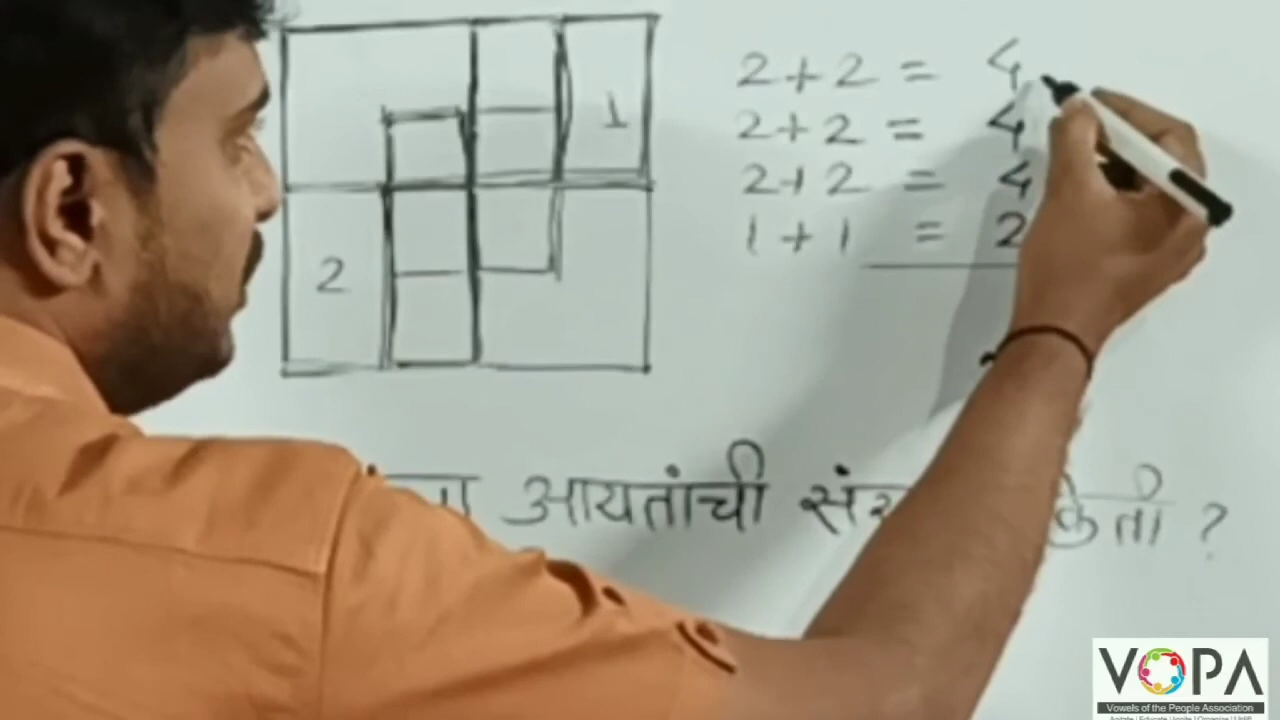 1
2
2 + 2 = 4
2 + 2 = 4
2 + 2 = 4
1 + 1 = 2
आयतांची ?
VOPA
Vowels of the People Association